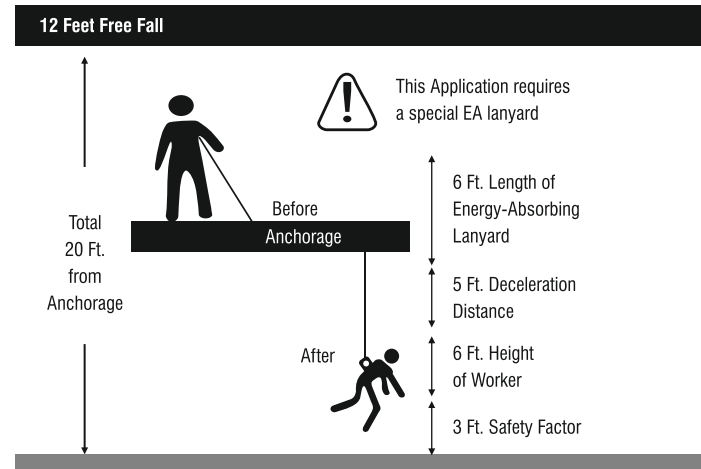 12 Feet Free Fall
This Application requires
a special EA lanyard
Total
20 Ft.
from
Anchorage
Before
Anchorage
After
6 Ft. Length of
Energy-Absorbing
Lanyard
5 Ft. Deceleration
Distance
6 Ft. Height
of Worker
3 Ft. Safety Factor